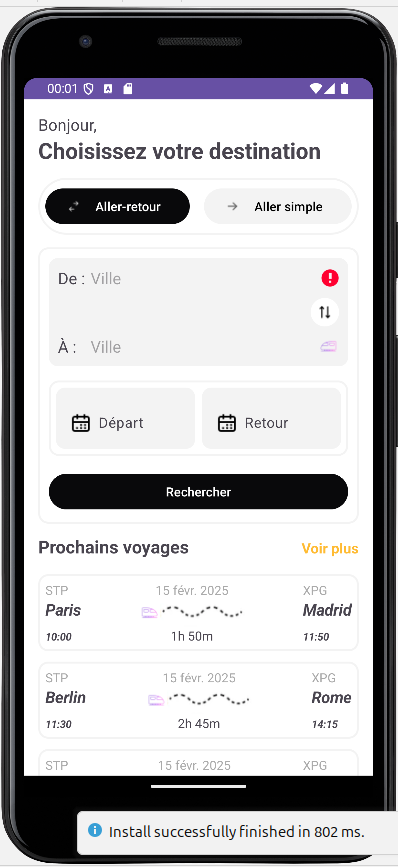 00:01
Bonjour,
Choisissez votre destination
Aller-retour Aller simple
De : Ville
À : Ville
Départ Retour
Rechercher
Prochains voyages Voir plus
STP 15 févr. 2025 XPG
Paris Madrid
10:00 1h 50m 11:50
STP 15 févr. 2025 XPG
Berlin Rome
11:30 2h 45m 14:15
STP 15 févr. 2025 XPG
Install successfully finished in 802 ms.